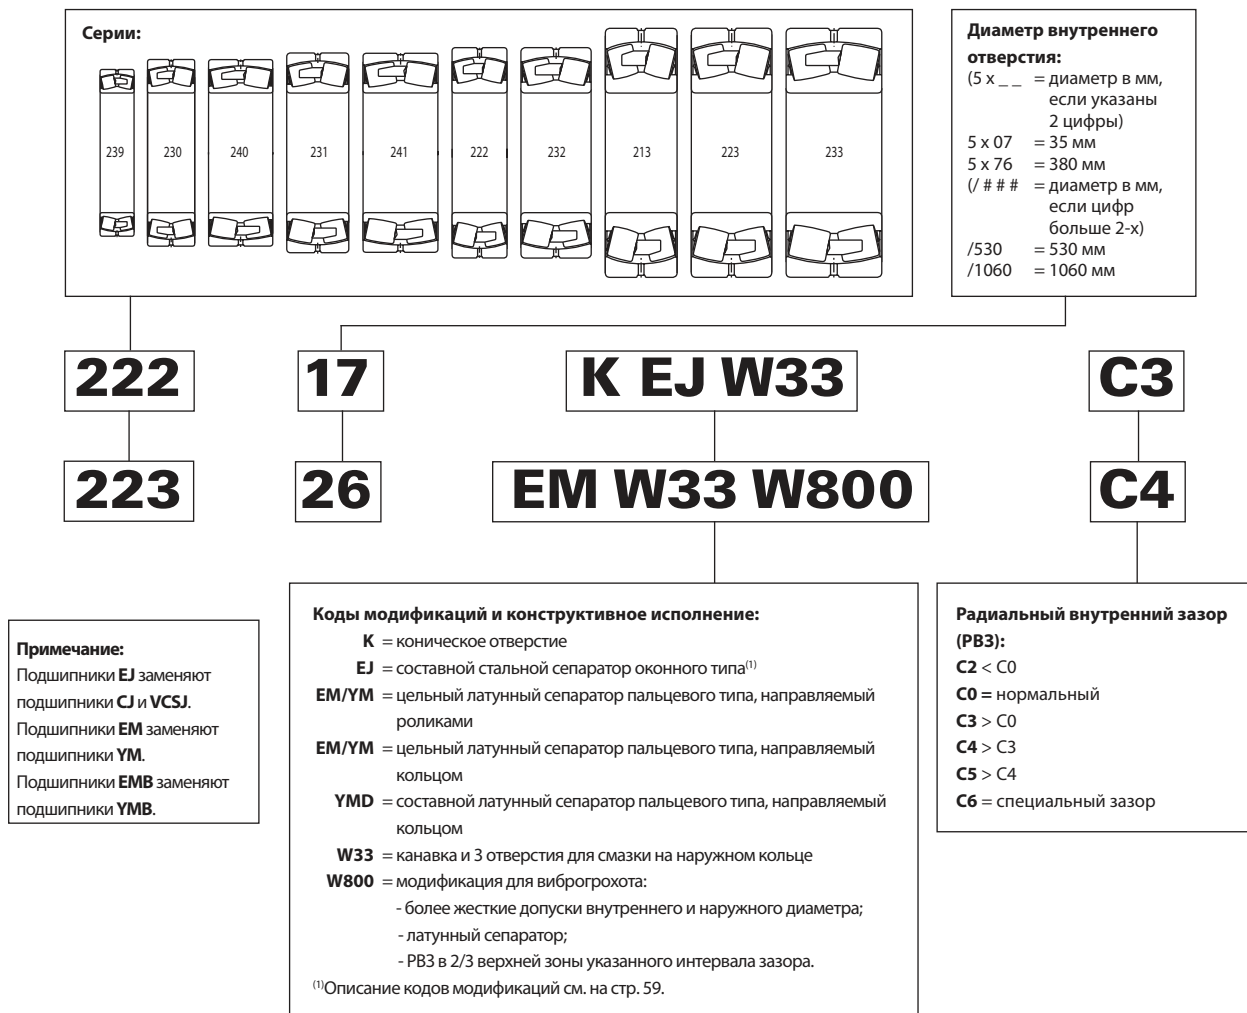 Серии:
239 230 240 231 241 222 232 213 223 233
Диаметр внутреннего
отверстия:
(5 x _ _ = диаметр в мм,
если указаны
2 цифры)
5 x 07 = 35 мм
5 x 76 = 380 мм
(/ # # # = диаметр в мм,
если цифр
больше 2-х)
/530 = 530 мм
/1060 = 1060 мм
222 17 K EJ W33 C3
223 26 EM W33 W800 C4
Примечание:
Подшипники EJ заменяют
подшипники CJ и VCSJ.
Подшипники EM заменяют
подшипники YM.
Подшипники EMB заменяют
подшипники YMB.
Коды модификаций и конструктивное исполнение:
K = коническое отверстие
EJ = составной стальной сепаратор оконного типа(1)
EM/YM = цельный латунный сепаратор пальцевого типа, направляемый
роликами
EM/YM = цельный латунный сепаратор пальцевого типа, направляемый
кольцом
YMD = составной латунный сепаратор пальцевого типа, направляемый
кольцом
W33 = канавка и 3 отверстия для смазки на наружном кольце
W800 = модификация для виброгрохота:
- более жесткие допуски внутреннего и наружного диаметра;
- латунный сепаратор;
- РВЗ в 2/3 верхней зоны указанного интервала зазора.
(1)Описание кодов модификаций см. на стр. 59.
Радиальный внутренний зазор
(РВЗ):
C2 < C0
C0 = нормальный
C3 > C0
C4 > C3
C5 > C4
C6 = специальный зазор